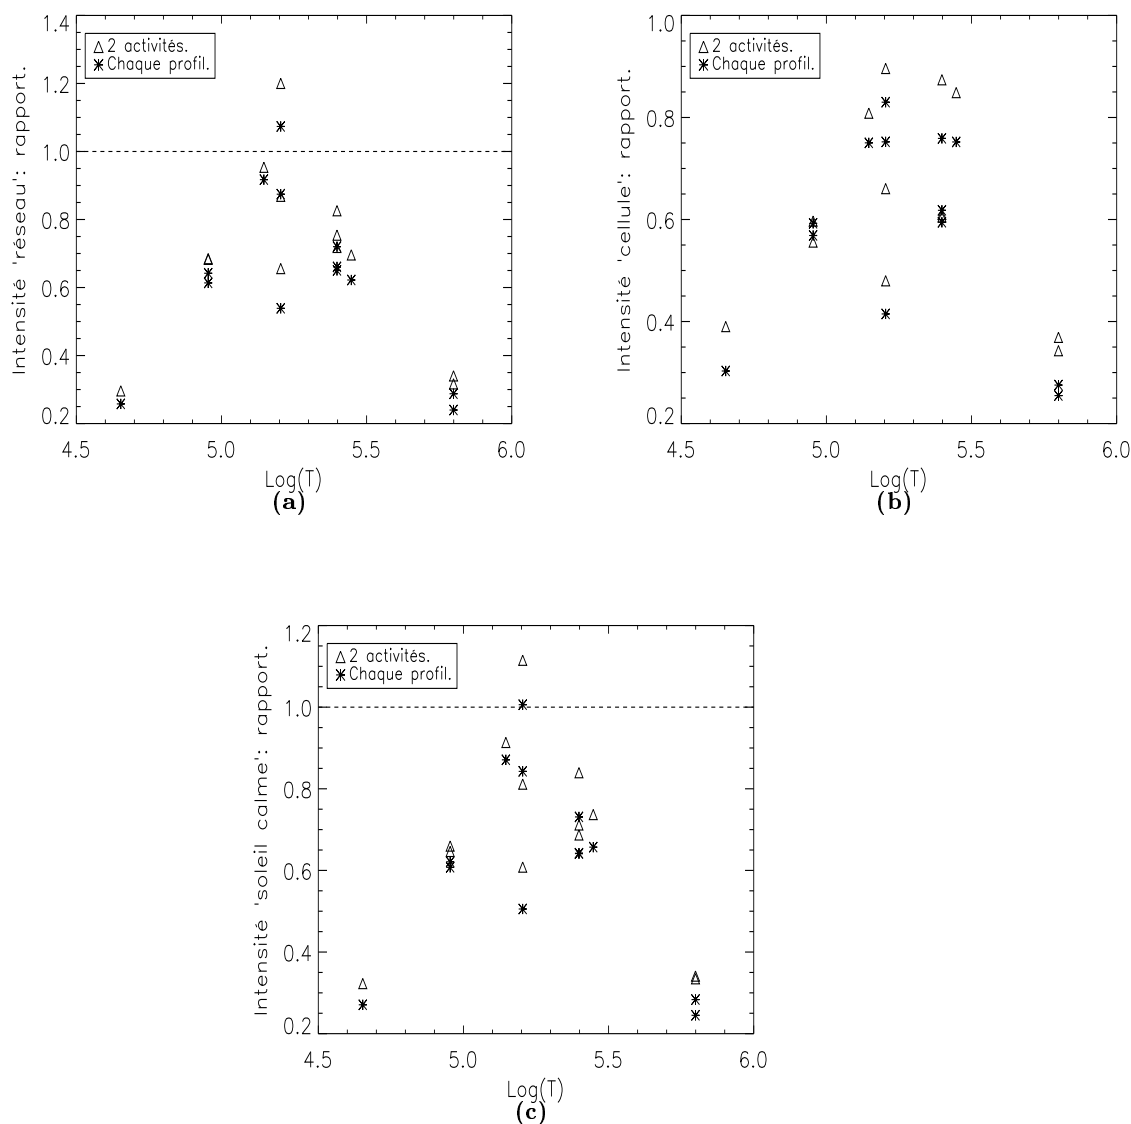 Intensité 'réseau': rapport.
1.4
1.2
1.0
0.8
0.6
0.4
0.2
△ 2 activités.
✳ Chaque profil.
4.5 5.0 5.5 6.0
Log(T)
(a)
Intensité 'cellule': rapport.
1.0
0.8
0.6
0.4
0.2
△ 2 activités.
✳ Chaque profil.
4.5 5.0 5.5 6.0
Log(T)
(b)
Intensité 'soleil calme': rapport.
1.2
1.0
0.8
0.6
0.4
0.2
△ 2 activités.
✳ Chaque profil.
4.5 5.0 5.5 6.0
Log(T)
(c)